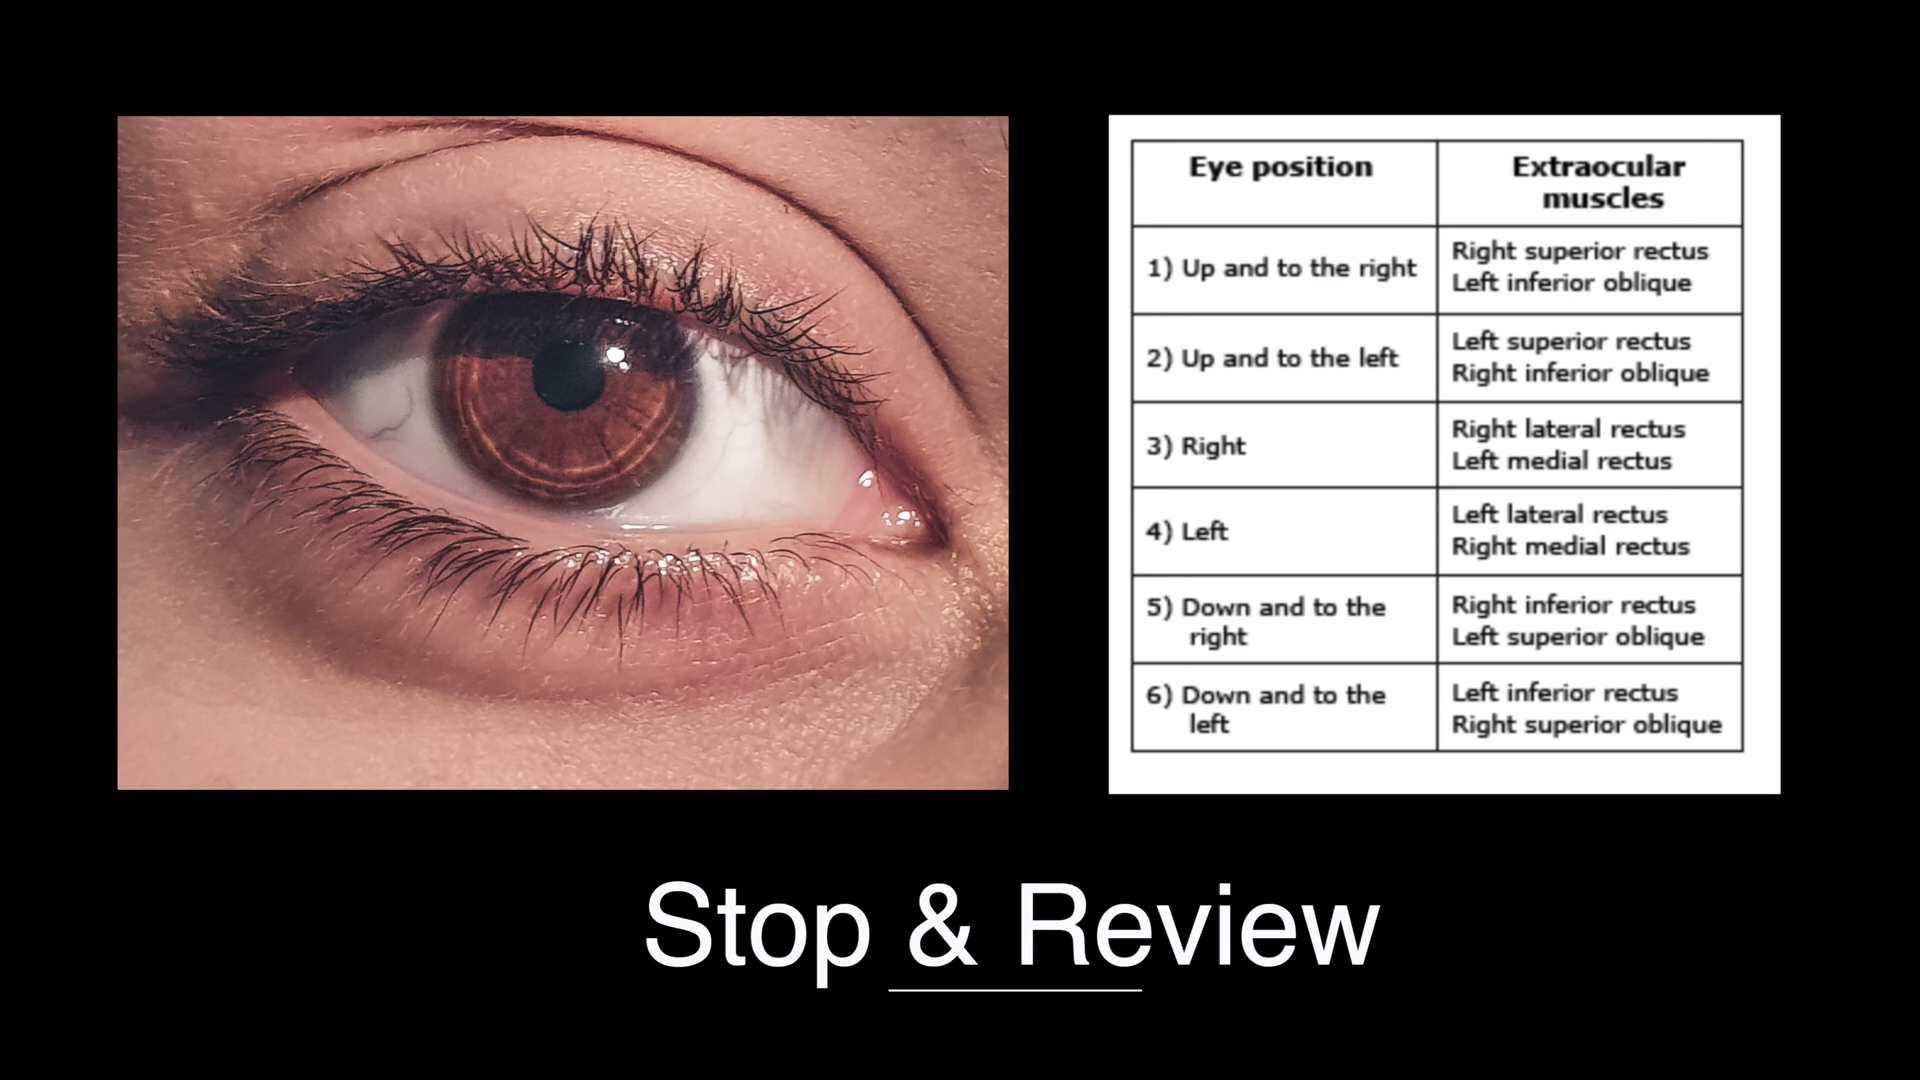 Eye position
Extraocular
muscles
1) Up and to the right
Right superior rectus
Left inferior oblique
2) Up and to the left
Left superior rectus
Right inferior oblique
3) Right
Right lateral rectus
Left medial rectus
4) Left
Left lateral rectus
Right medial rectus
5) Down and to the
right
Right inferior rectus
Left superior oblique
6) Down and to the
left
Left inferior rectus
Right superior oblique
Stop & Review